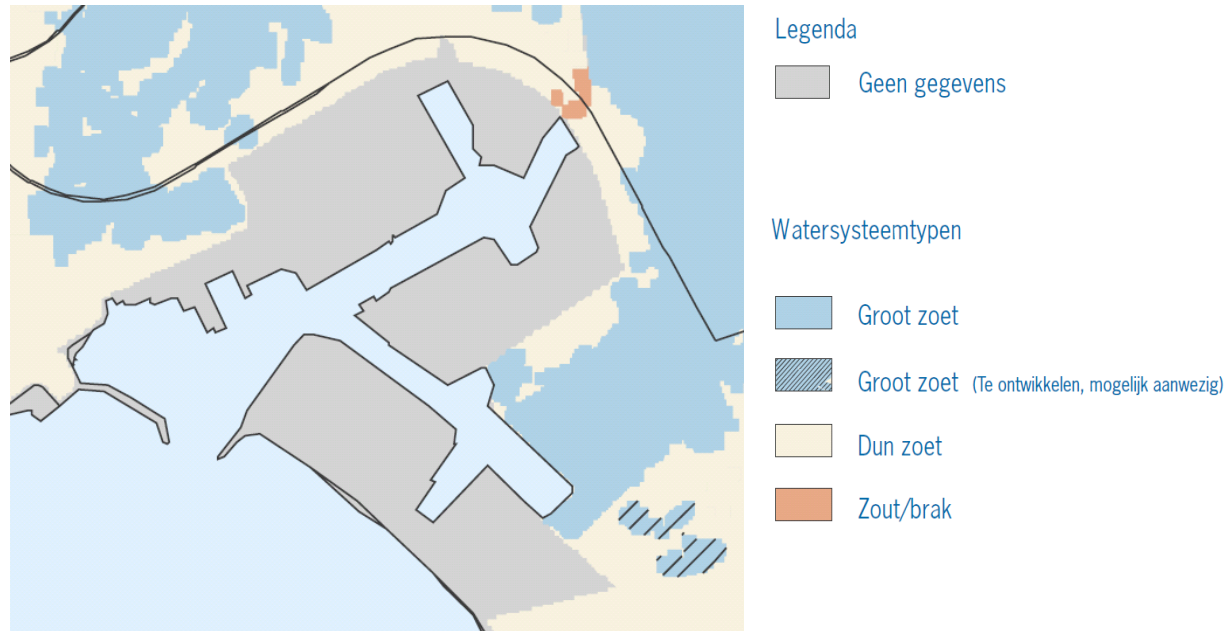 Legenda
Geen gegevens
Watersysteemtypen
Groot zoet
Groot zoet (Te ontwikkelen, mogelijk aanwezig)
Dun zoet
Zout/brak